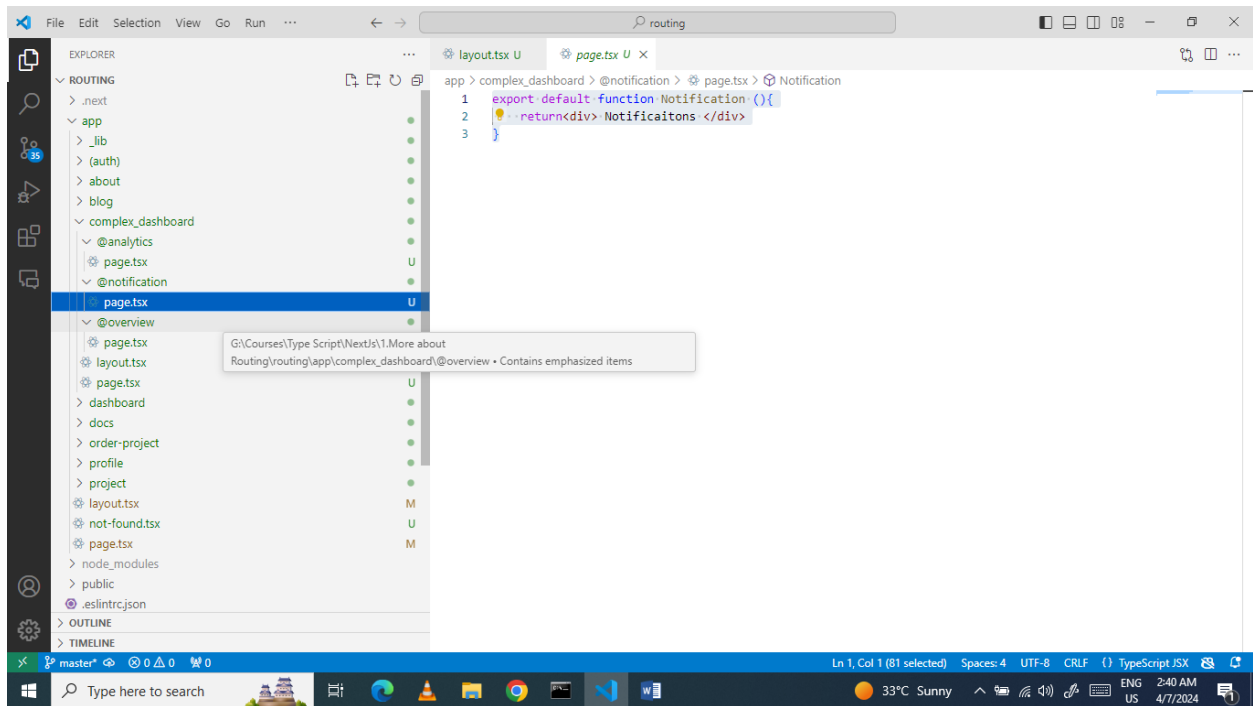 File Edit Selection View Go Run ··· ← → routing
EXPLORER ···
ROUTING
.next
app
_lib
(auth)
about
blog
complex_dashboard
@analytics
page.tsx U
@notification
page.tsx U
@overview
page.tsx
layout.tsx
page.tsx U
dashboard
docs
order-project
profile
project
layout.tsx M
not-found.tsx U
page.tsx M
node_modules
public
.eslintrc.json
OUTLINE
TIMELINE
35
G:\Courses\Type Script\NextJs\1.More about
Routing\routing\app\complex_dashboard\@overview • Contains emphasized items
layout.tsx U page.tsx U ×
app > complex_dashboard > @notification > page.tsx > Notification
1 export default function Notification (){
2 return<div> Notificaitons </div>
3 }
master* 0 0 0 Ln 1, Col 1 (81 selected) Spaces: 4 UTF-8 CRLF {} TypeScript JSX
Type here to search 33°C Sunny ENG US 2:40 AM 4/7/2024 1